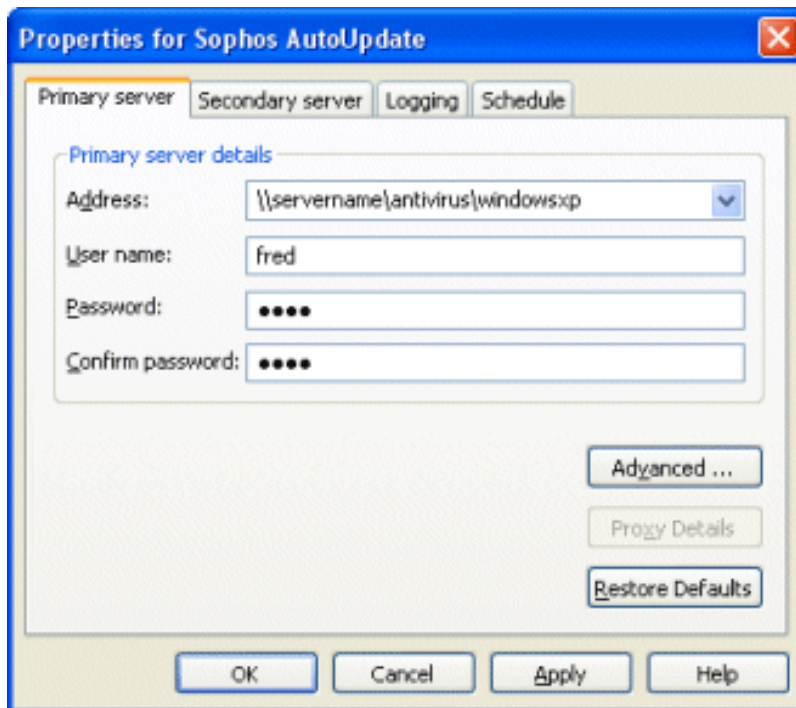 Properties for Sophos AutoUpdate
Primary server Secondary server Logging Schedule
Primary server details
Address: \\servername\antivirus\windowsxp
User name: fred
Password: ••••
Confirm password: ••••
Advanced ...
Proxy Details
Restore Defaults
OK Cancel Apply Help